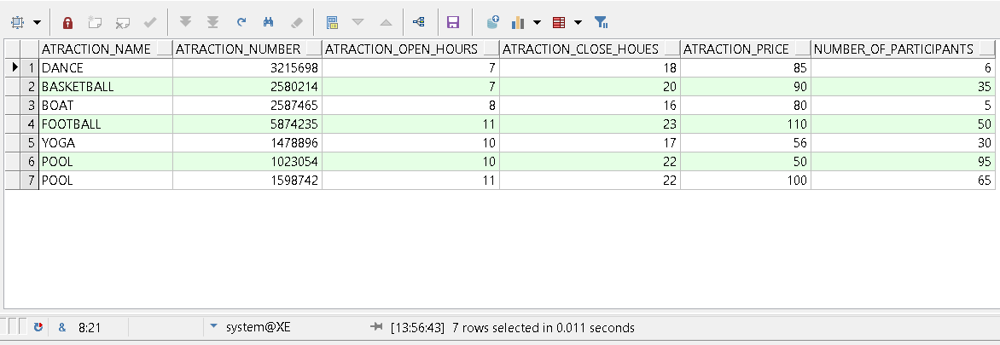 ATRACTION_NAME ATRACTION_NUMBER ATRACTION_OPEN_HOURS ATRACTION_CLOSE_HOUES ATRACTION_PRICE NUMBER_OF_PARTICIPANTS
1 DANCE 3215698 7 18 85 6
2 BASKETBALL 2580214 7 20 90 35
3 BOAT 2587465 8 16 80 5
4 FOOTBALL 5874235 11 23 110 50
5 YOGA 1478896 10 17 56 30
6 POOL 1023054 10 22 50 95
7 POOL 1598742 11 22 100 65
& 8:21 system@XE [13:56:43] 7 rows selected in 0.011 seconds